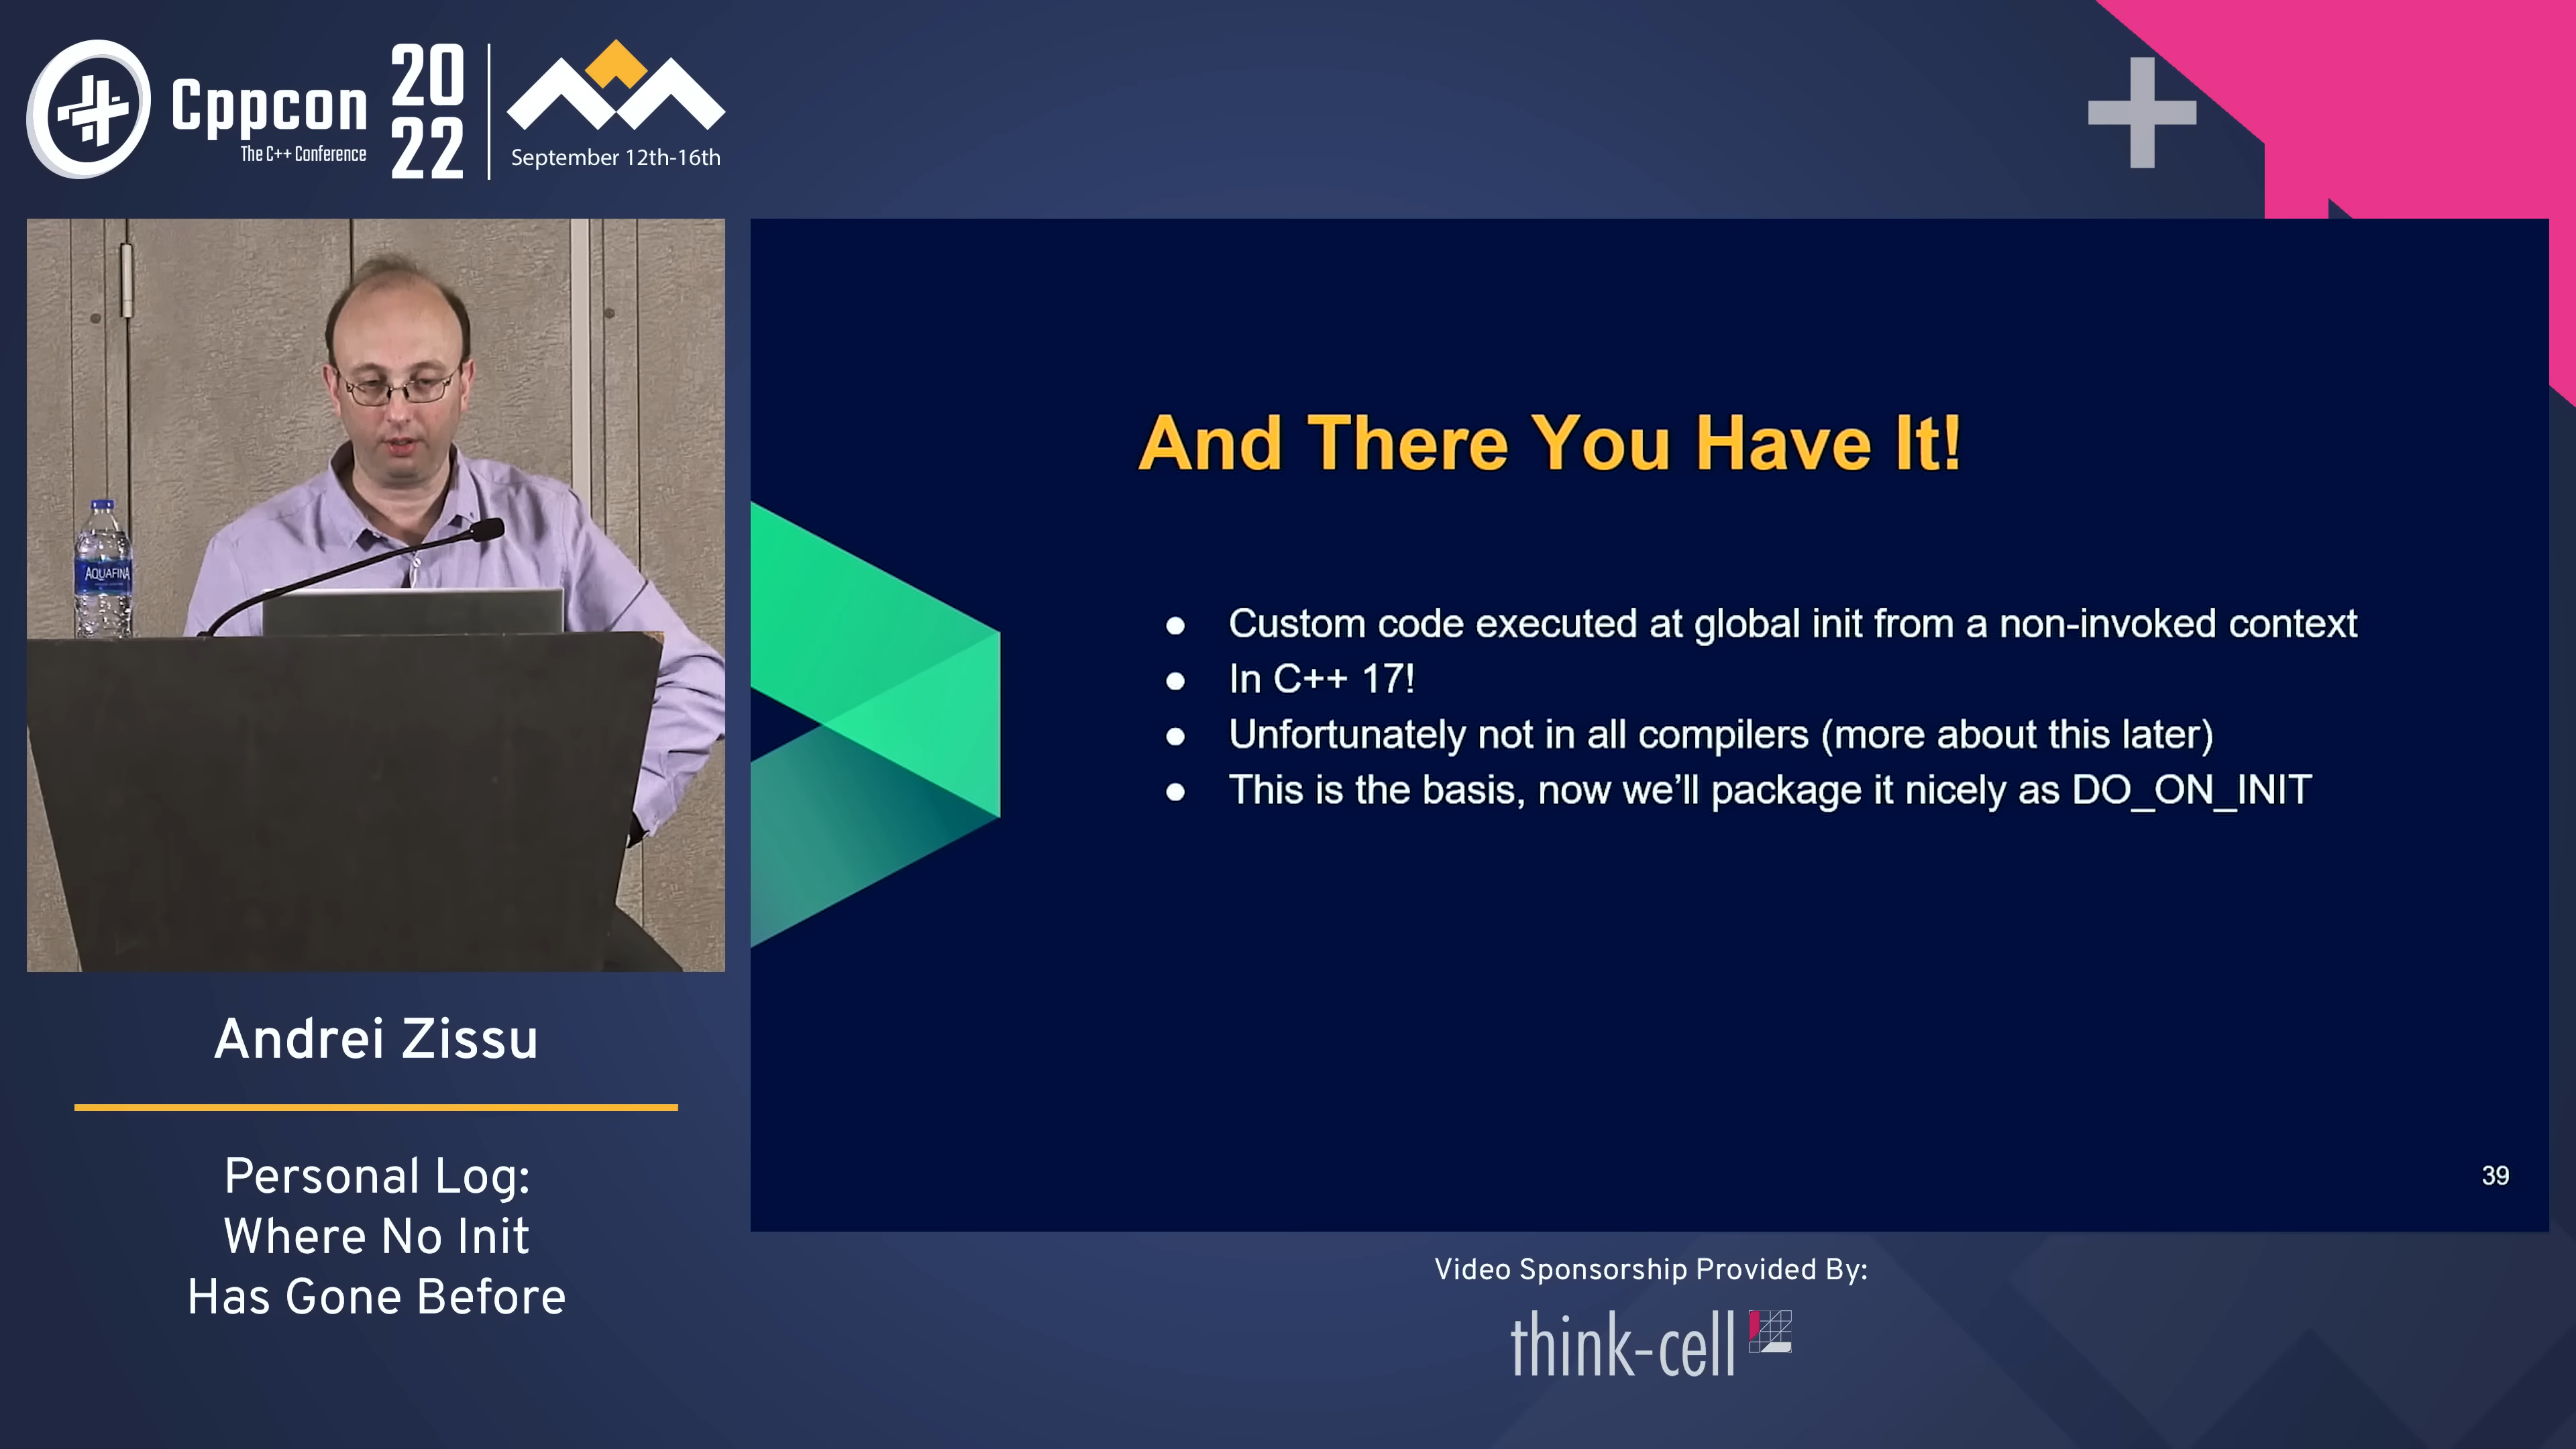 Cppcon
The C++ Conference
20
22
September 12th-16th
AQUAFINA
And There You Have It!
● Custom code executed at global init from a non-invoked context
● In C++ 17!
● Unfortunately not in all compilers (more about this later)
● This is the basis, now we’ll package it nicely as DO_ON_INIT
39
Andrei Zissu
Personal Log:
Where No Init
Has Gone Before
Video Sponsorship Provided By:
think-cell